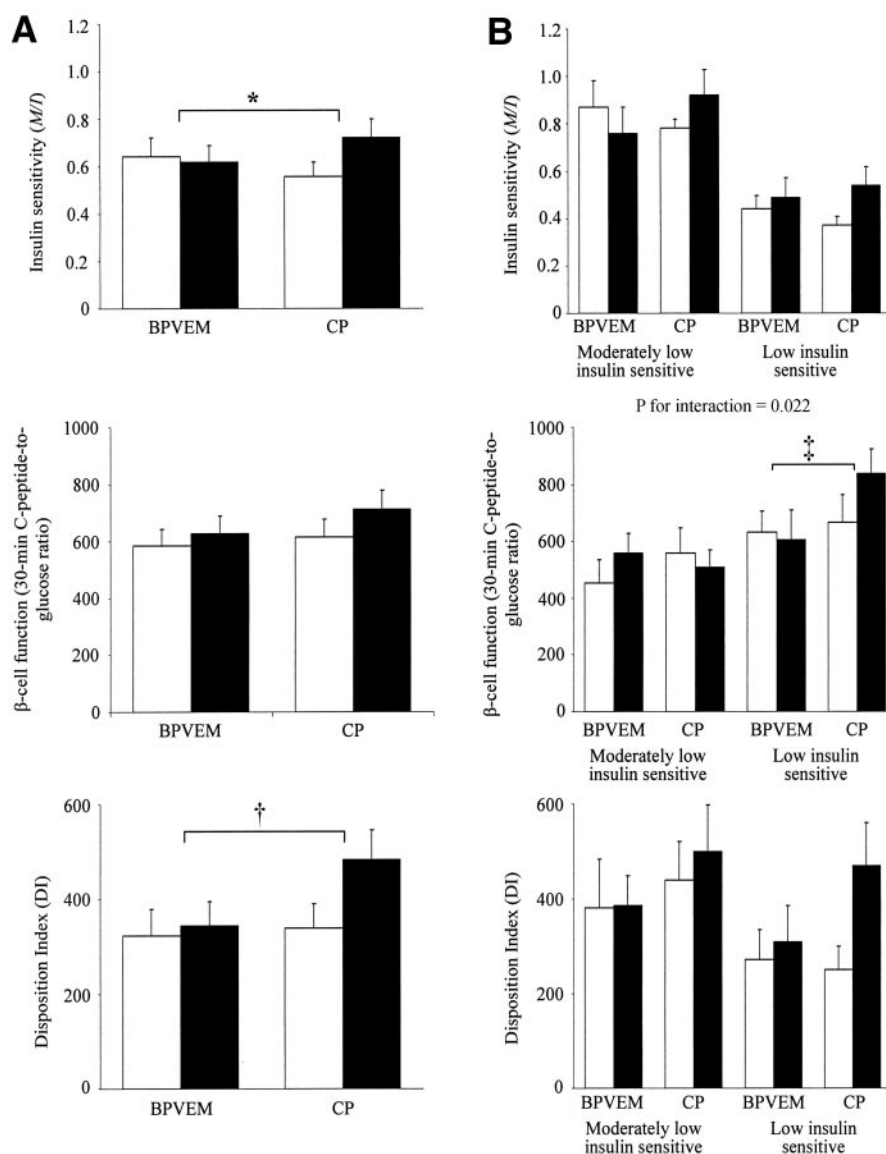 A
Insulin sensitivity (M/I)
1.2
1.0
0.8
0.6
0.4
0.2
0
*
BPVEM CP
β-cell function (30-min C-peptide-to-
glucose ratio)
1000
800
600
400
200
0
BPVEM CP
Disposition Index (DI)
600
400
200
0
†
BPVEM CP
B
Insulin sensitivity (M/I)
1.2
1.0
0.8
0.6
0.4
0.2
0
BPVEM CP BPVEM CP
Moderately low Low insulin
insulin sensitive sensitive
P for interaction = 0.022
β-cell function (30-min C-peptide-to-
glucose ratio)
1000
800
600
400
200
0
‡
BPVEM CP BPVEM CP
Moderately low Low insulin
insulin sensitive sensitive
Disposition Index (DI)
600
400
200
0
BPVEM CP BPVEM CP
Moderately low Low insulin
insulin sensitive sensitive